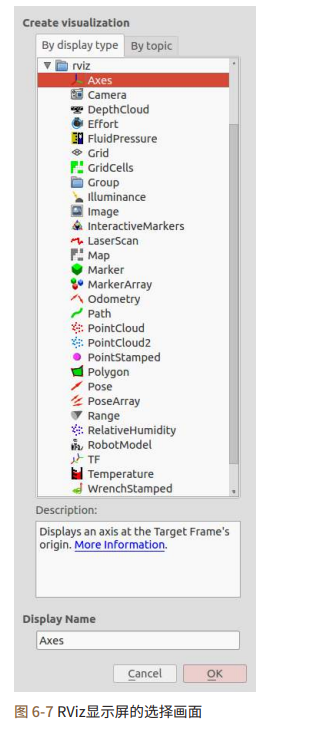 Create visualization
By display type
By topic
rviz
Axes
Camera
DepthCloud
Effort
FluidPressure
Grid
GridCells
Group
Illuminance
Image
InteractiveMarkers
LaserScan
Map
Marker
MarkerArray
Odometry
Path
PointCloud
PointCloud2
PointStamped
Polygon
Pose
PoseArray
Range
RelativeHumidity
RobotModel
TF
Temperature
WrenchStamped
Description:
Displays an axis at the Target Frame's
origin. More Information.
Display Name
Axes
Cancel
OK
图 6-7 RViz显示屏的选择画面